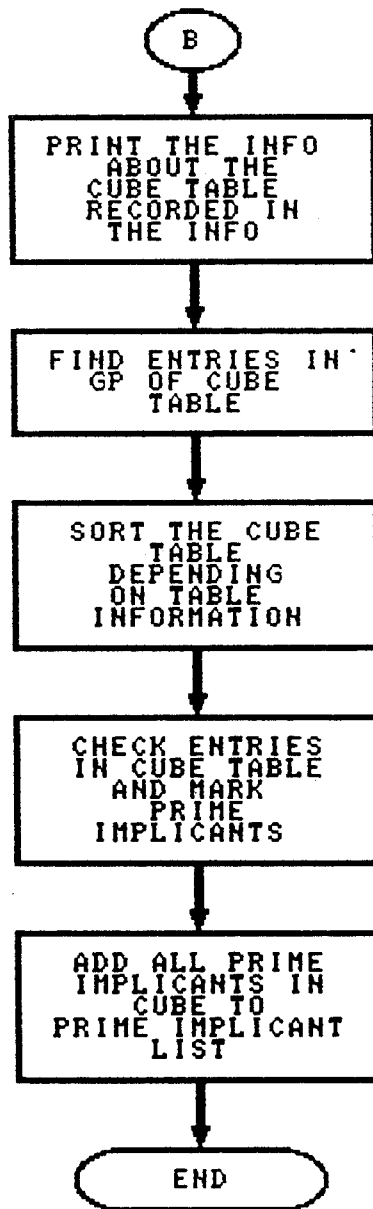 B
PRINT THE INFO
ABOUT THE
CUBE TABLE
RECORDED IN
THE INFO
FIND ENTRIES IN
GP OF CUBE
TABLE
SORT THE CUBE
TABLE
DEPENDING
ON TABLE
INFORMATION
CHECK ENTRIES
IN CUBE TABLE
AND MARK
PRIME
IMPLICANTS
ADD ALL PRIME
IMPLICANTS IN
CUBE TO
PRIME IMPLICANT
LIST
END